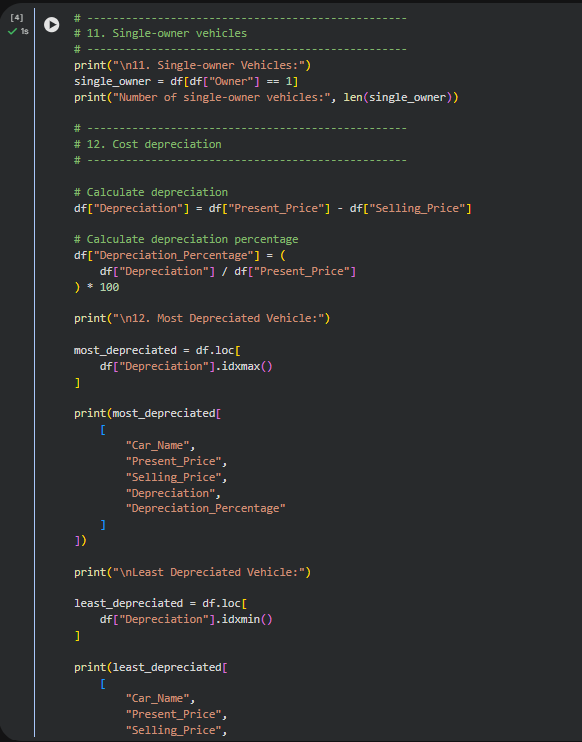 [4]
1s
# --------------------------------------------------
# 11. Single-owner vehicles
# --------------------------------------------------
print("\n11. Single-owner Vehicles:")
single_owner = df[df["Owner"] == 1]
print("Number of single-owner vehicles:", len(single_owner))

# --------------------------------------------------
# 12. Cost depreciation
# --------------------------------------------------

# Calculate depreciation
df["Depreciation"] = df["Present_Price"] - df["Selling_Price"]

# Calculate depreciation percentage
df["Depreciation_Percentage"] = (
    df["Depreciation"] / df["Present_Price"]
) * 100

print("\n12. Most Depreciated Vehicle:")

most_depreciated = df.loc[
    df["Depreciation"].idxmax()
]

print(most_depreciated[
    [
        "Car_Name",
        "Present_Price",
        "Selling_Price",
        "Depreciation",
        "Depreciation_Percentage"
    ]
])

print("\nLeast Depreciated Vehicle:")

least_depreciated = df.loc[
    df["Depreciation"].idxmin()
]

print(least_depreciated[
    [
        "Car_Name",
        "Present_Price",
        "Selling_Price",